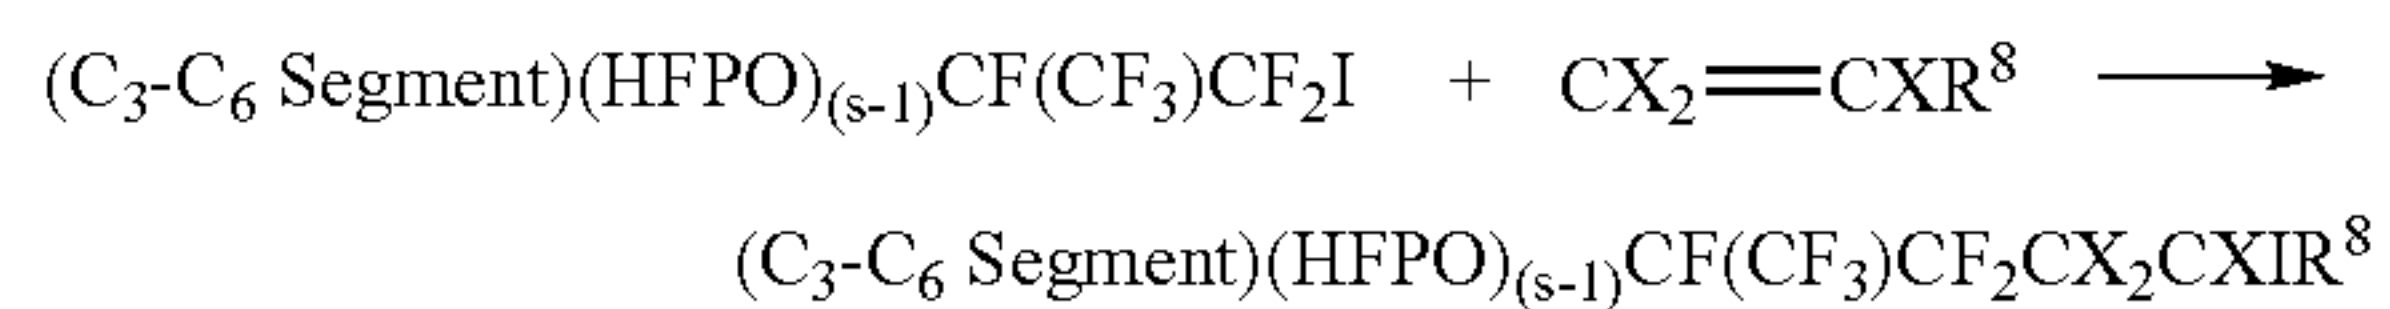 (C₃-C₆ Segment)(HFPO)₍ₛ₋₁₎CF(CF₃)CF₂I + CX₂=CXR⁸ ⟶
(C₃-C₆ Segment)(HFPO)₍ₛ₋₁₎CF(CF₃)CF₂CX₂CXIR⁸